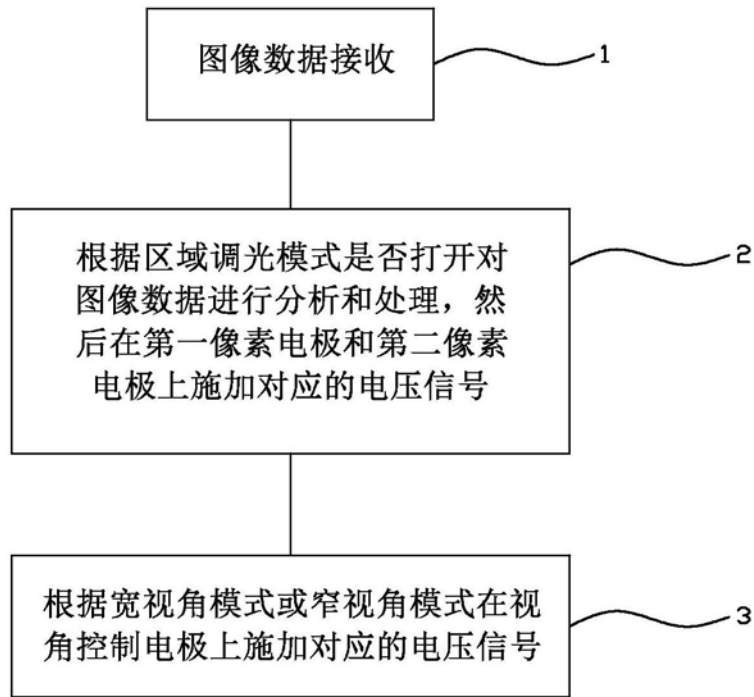 图像数据接收
1
根据区域调光模式是否打开对
图像数据进行分析和处理，然
后在第一像素电极和第二像素
电极上施加对应的电压信号
2
根据宽视角模式或窄视角模式在视
角控制电极上施加对应的电压信号
3